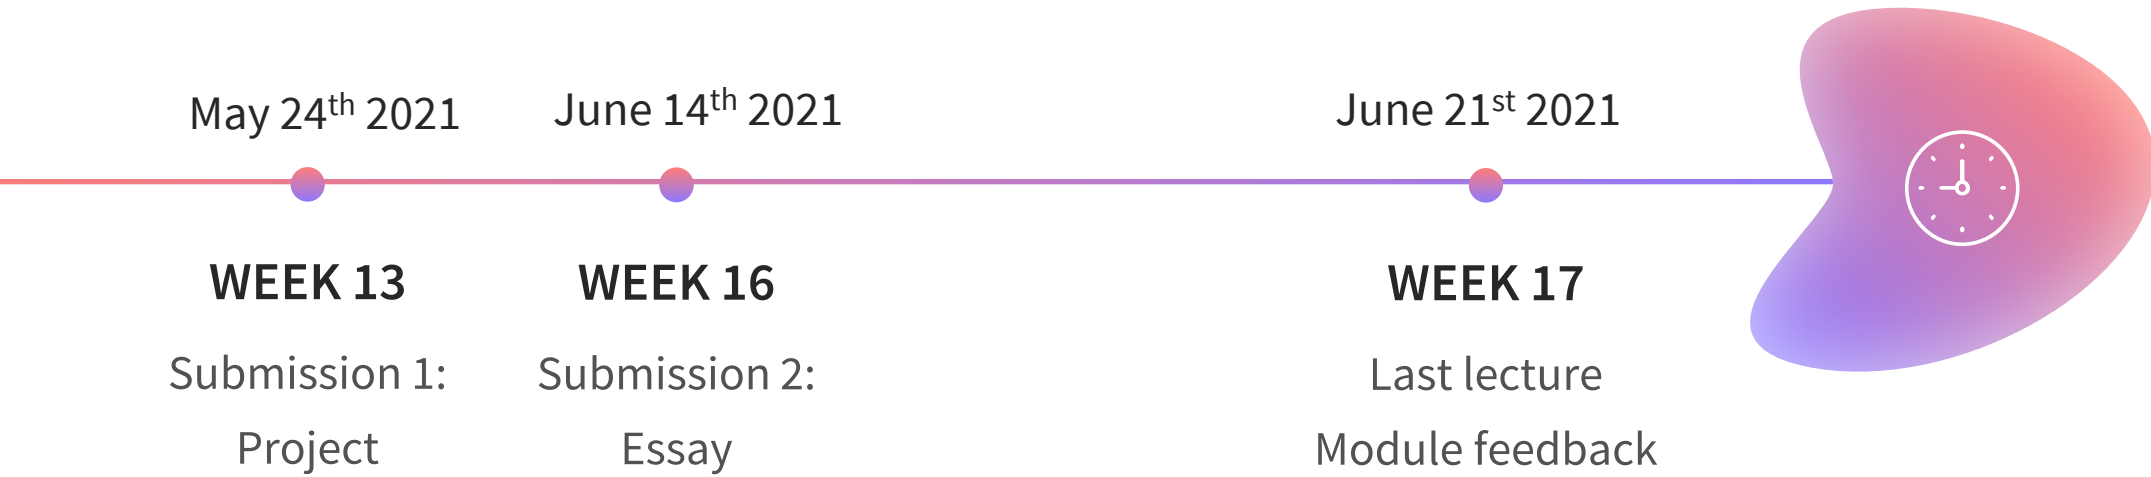 May 24th 2021
June 14th 2021
June 21st 2021
WEEK 13
WEEK 16
WEEK 17
Submission 1:
Project
Submission 2:
Essay
Last lecture
Module feedback